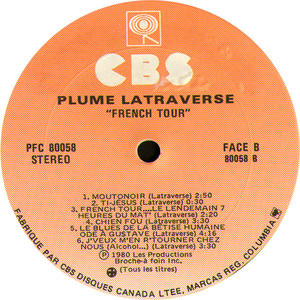 CBS
PLUME LATRAVERSE
"FRENCH TOUR"
PFC 80058
STEREO
FACE B
80058 B
1. MOUTONOIR (Latraverse) 2:50
2. TI-JÉSUS (Latraverse) 0:30
3. FRENCH TOUR....LE LENDEMAIN 7
HEURES DU MAT' (Latraverse) 2:30
4. CHIEN FOU (Latraverse) 3:30
5. LE BLUES DE LA BÊTISE HUMAINE
ODE À GUSTAVE (Latraverse) 4:16
6. J'VEUX M'EN R'TOURNER CHEZ
NOUS (Alcohol...) (Latraverse) 3:30
Ⓟ 1980 Les Productions
Broche-à foin Inc.
(Tous les titres)
FABRIQUÉ PAR CBS DISQUES CANADA LTEE. MARCAS REG. COLUMBIA